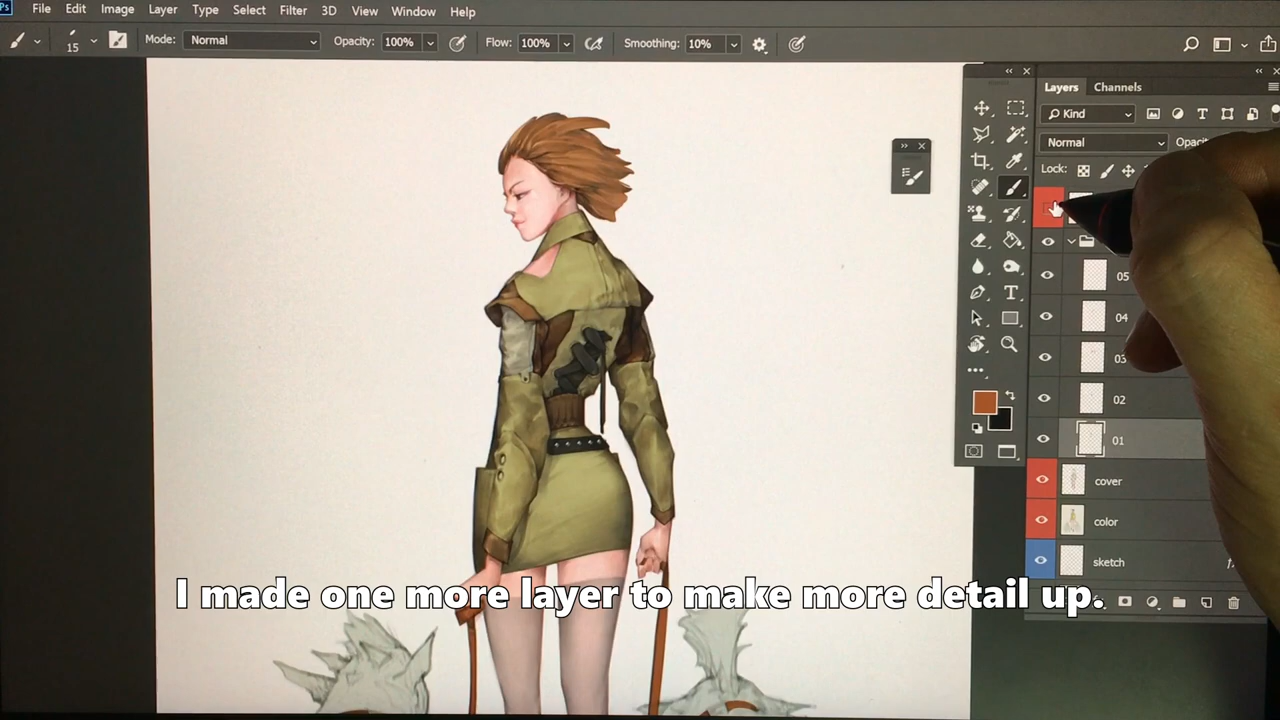 Ps
File Edit Image Layer Type Select Filter 3D View Window Help
15 Mode: Normal Opacity: 100% Flow: 100% Smoothing: 10%
Layers Channels
Kind
Normal
Lock:
05
04
03
02
01
cover
color
sketch
I made one more layer to make more detail up.